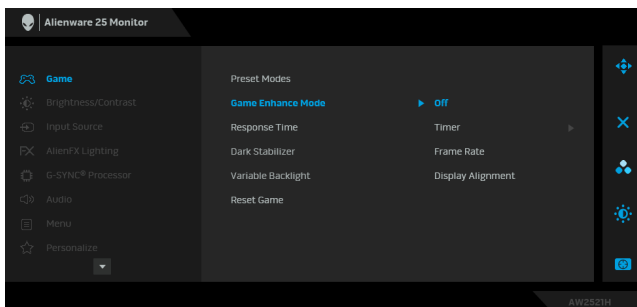 Alienware 25 Monitor
Game
Brightness/Contrast
Input Source
AlienFX Lighting
G-SYNC® Processor
Audio
Menu
Personalize
Preset Modes
Game Enhance Mode
Response Time
Dark Stabilizer
Variable Backlight
Reset Game
Off
Timer
Frame Rate
Display Alignment
AW2521H